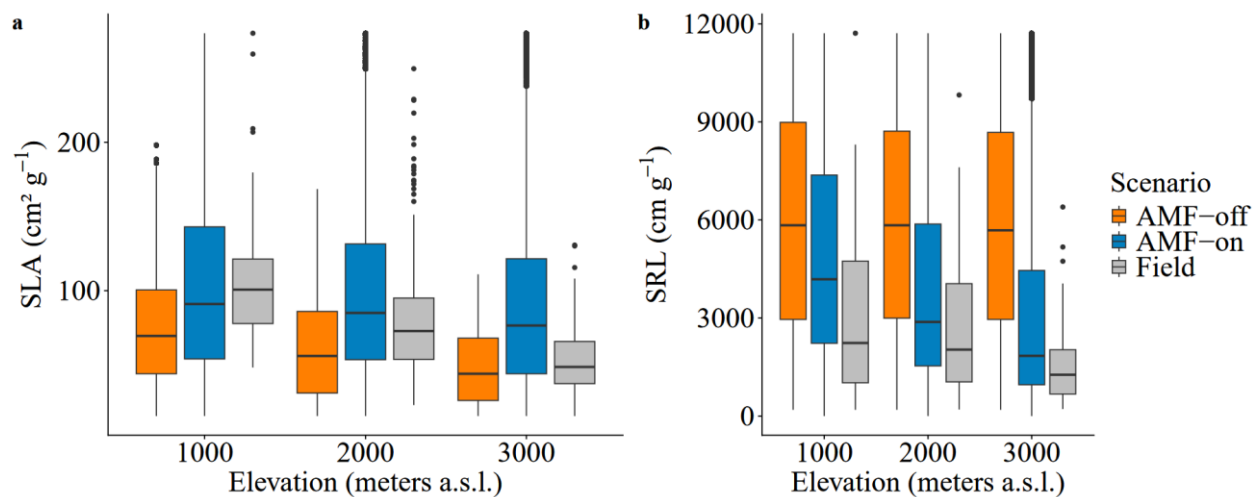 a
SLA (cm² g⁻¹)
200
100
1000 2000 3000
Elevation (meters a.s.l.)
b
SRL (cm g⁻¹)
12000
9000
6000
3000
0
1000 2000 3000
Elevation (meters a.s.l.)
Scenario
AMF−off
AMF−on
Field